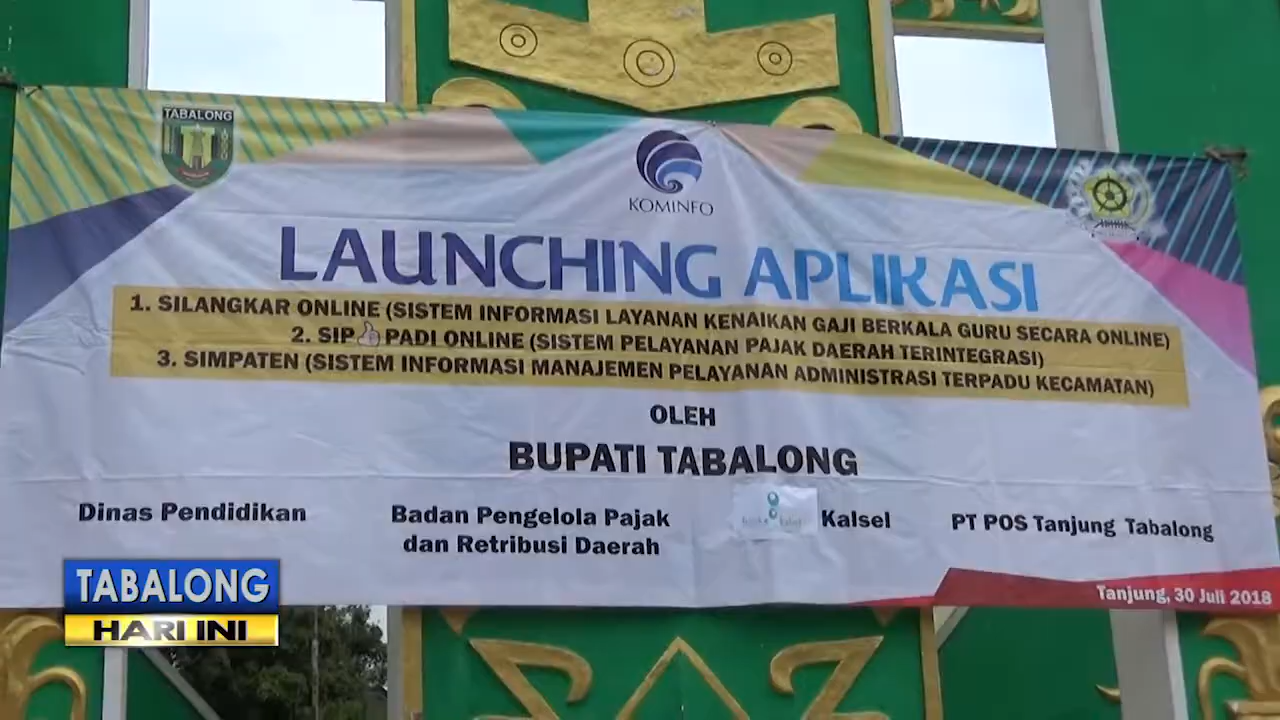 TABALONG
KOMINFO
LAUNCHING APLIKASI
1. SILANGKAR ONLINE (SISTEM INFORMASI LAYANAN KENAIKAN GAJI BERKALA GURU SECARA ONLINE)
2. SIP PADI ONLINE (SISTEM PELAYANAN PAJAK DAERAH TERINTEGRASI)
3. SIMPATEN (SISTEM INFORMASI MANAJEMEN PELAYANAN ADMINISTRASI TERPADU KECAMATAN)
OLEH
BUPATI TABALONG
Dinas Pendidikan
Badan Pengelola Pajak
dan Retribusi Daerah
Kalsel
PT POS Tanjung Tabalong
Tanjung, 30 Juli 2018
TABALONG
HARI INI